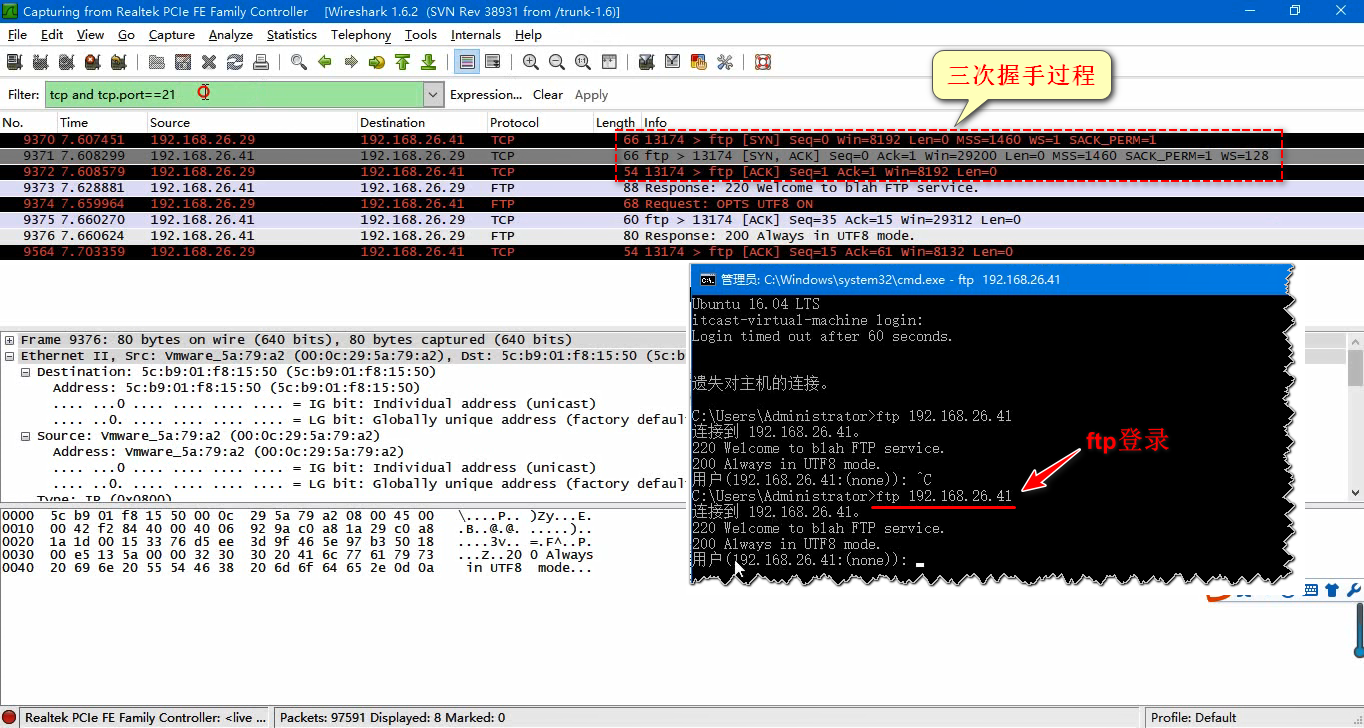 Capturing from Realtek PCIe FE Family Controller [Wireshark 1.6.2 (SVN Rev 38931 from /trunk-1.6)]
File Edit View Go Capture Analyze Statistics Telephony Tools Internals Help
三次握手过程
Filter: tcp and tcp.port==21 Expression... Clear Apply
No. Time Source Destination Protocol Length Info
9370 7.607451 192.168.26.29 192.168.26.41 TCP 66 13174 > ftp [SYN] Seq=0 Win=8192 Len=0 MSS=1460 WS=1 SACK_PERM=1
9371 7.608299 192.168.26.41 192.168.26.29 TCP 66 ftp > 13174 [SYN, ACK] Seq=0 Ack=1 Win=29200 Len=0 MSS=1460 SACK_PERM=1 WS=128
9372 7.608579 192.168.26.29 192.168.26.41 TCP 54 13174 > ftp [ACK] Seq=1 Ack=1 Win=8192 Len=0
9373 7.628881 192.168.26.41 192.168.26.29 FTP 88 Response: 220 Welcome to blah FTP service.
9374 7.659964 192.168.26.29 192.168.26.41 FTP 68 Request: OPTS UTF8 ON
9375 7.660270 192.168.26.41 192.168.26.29 TCP 60 ftp > 13174 [ACK] Seq=35 Ack=15 Win=29312 Len=0
9376 7.660624 192.168.26.41 192.168.26.29 FTP 80 Response: 200 Always in UTF8 mode.
9564 7.703359 192.168.26.29 192.168.26.41 TCP 54 13174 > ftp [ACK] Seq=15 Ack=61 Win=8132 Len=0
Frame 9376: 80 bytes on wire (640 bits), 80 bytes captured (640 bits)
Ethernet II, Src: Vmware_5a:79:a2 (00:0c:29:5a:79:a2), Dst: 5c:b9:01:f8:15:50 (5c:b
Destination: 5c:b9:01:f8:15:50 (5c:b9:01:f8:15:50)
Address: 5c:b9:01:f8:15:50 (5c:b9:01:f8:15:50)
.... ...0 .... .... .... .... = IG bit: Individual address (unicast)
.... ..0. .... .... .... .... = LG bit: Globally unique address (factory defaul
Source: Vmware_5a:79:a2 (00:0c:29:5a:79:a2)
Address: Vmware_5a:79:a2 (00:0c:29:5a:79:a2)
.... ...0 .... .... .... .... = IG bit: Individual address (unicast)
.... ..0. .... .... .... .... = LG bit: Globally unique address (factory defaul
Type: IP (0x0800)
管理员: C:\Windows\system32\cmd.exe - ftp 192.168.26.41
Ubuntu 16.04 LTS
itcast-virtual-machine login:
Login timed out after 60 seconds.
遗失对主机的连接。
C:\Users\Administrator>ftp 192.168.26.41
连接到 192.168.26.41。
220 Welcome to blah FTP service.
200 Always in UTF8 mode.
用户(192.168.26.41:(none)): ^C
C:\Users\Administrator>ftp 192.168.26.41
连接到 192.168.26.41。
220 Welcome to blah FTP service.
200 Always in UTF8 mode.
用户(192.168.26.41:(none)):
ftp登录
0000 5c b9 01 f8 15 50 00 0c 29 5a 79 a2 08 00 45 00 \....P.. )Zy...E.
0010 00 42 f2 84 40 00 40 06 92 9a c0 a8 1a 29 c0 a8 .B..@.@. .....)..
0020 1a 1d 00 15 33 76 d5 ee 3d 9f 46 5e 97 b3 50 18 ....3v.. =.F^..P.
0030 00 e5 13 5a 00 00 32 30 30 20 41 6c 77 61 79 73 ...Z..20 0 Always
0040 20 69 6e 20 55 54 46 38 20 6d 6f 64 65 2e 0d 0a in UTF8 mode...
Realtek PCIe FE Family Controller: <live ... Packets: 97591 Displayed: 8 Marked: 0 Profile: Default